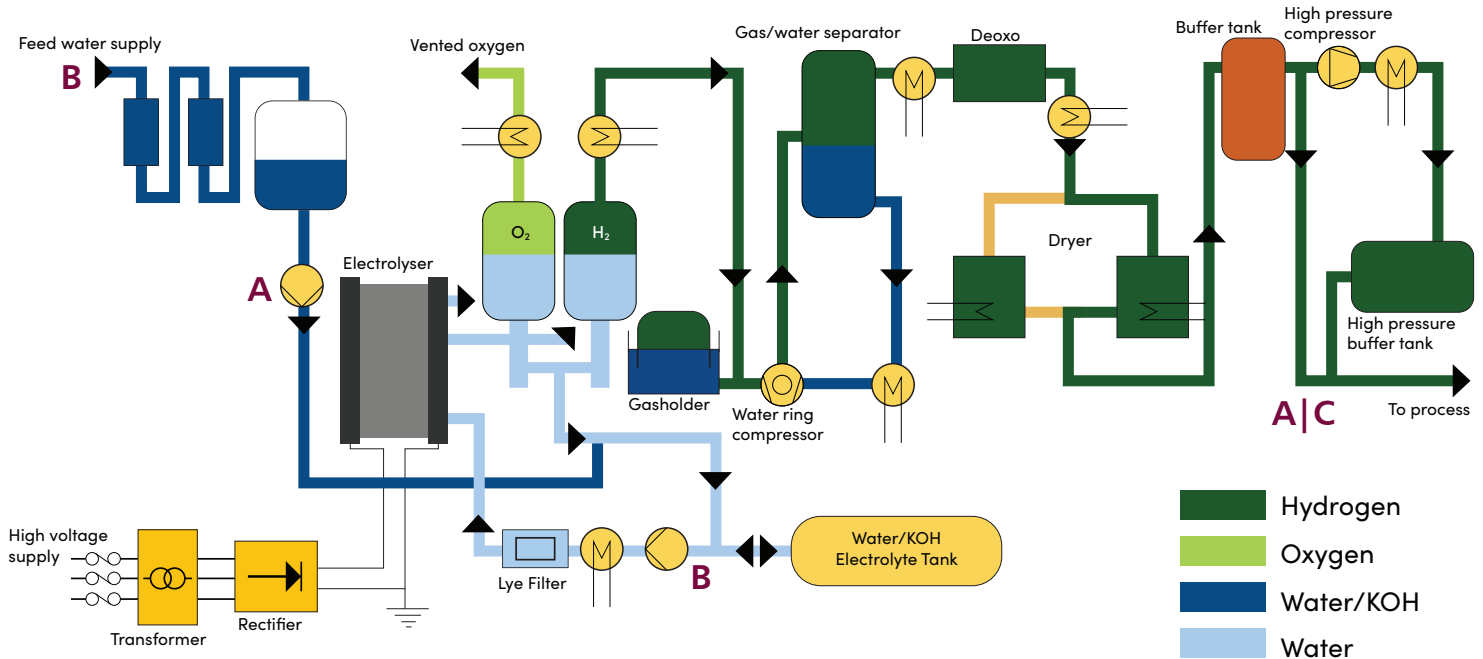 Feed water supply
B
Vented oxygen
Gas/water separator
Deoxo
Buffer tank
High pressure
compressor
O₂
H₂
Electrolyser
A
Dryer
Gasholder
Water ring
compressor
High pressure
buffer tank
A|C
To process
High voltage
supply
Transformer
Rectifier
Lye Filter
B
Water/KOH
Electrolyte Tank
Hydrogen
Oxygen
Water/KOH
Water